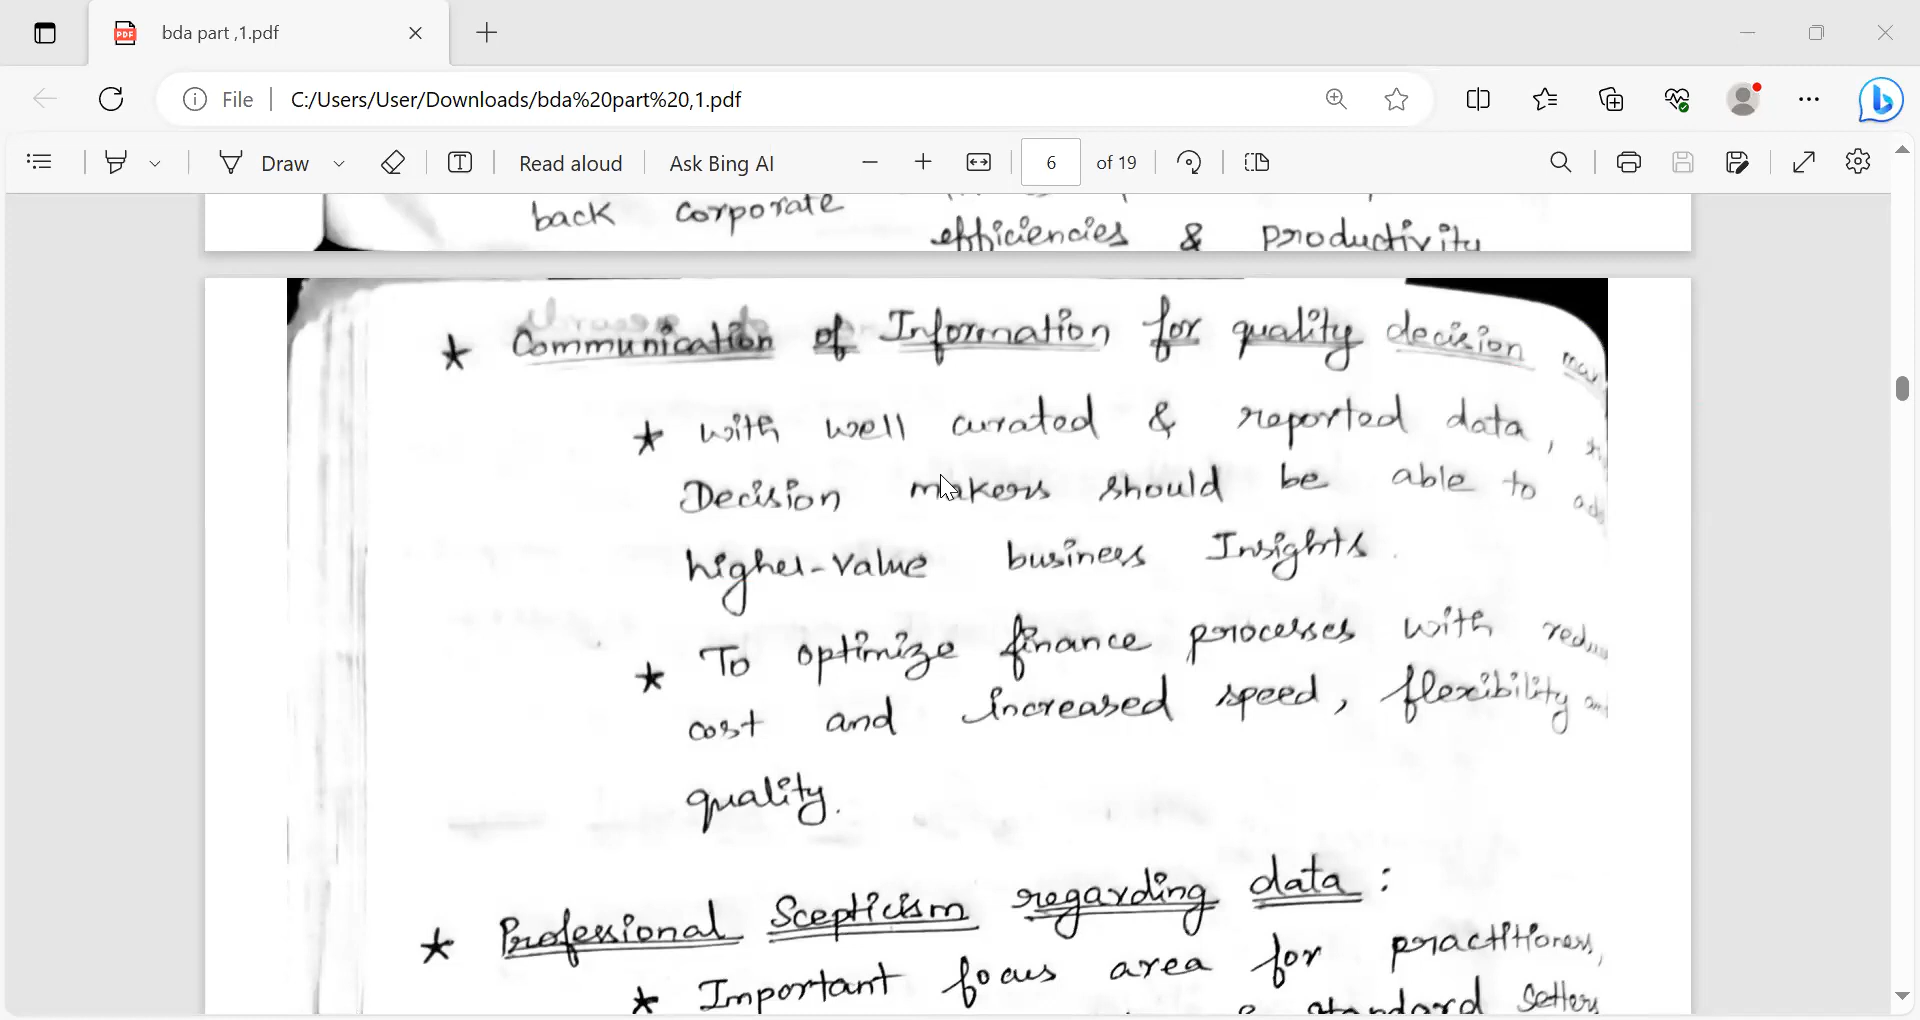 bda part ,1.pdf
File C:/Users/User/Downloads/bda%20part%20,1.pdf
Draw Read aloud Ask Bing AI 6 of 19
back corporate
efficiencies & productivity
★ Communication of Information for quality decision
★ with well curated & reported data,
Decision makers should be able to
higher-value business Insights.
★ To optimize finance processes with
cost and increased speed, flexibility
quality.
★ Professional Scepticism regarding data :
★ Important focus area for practitioners,
& standard setters